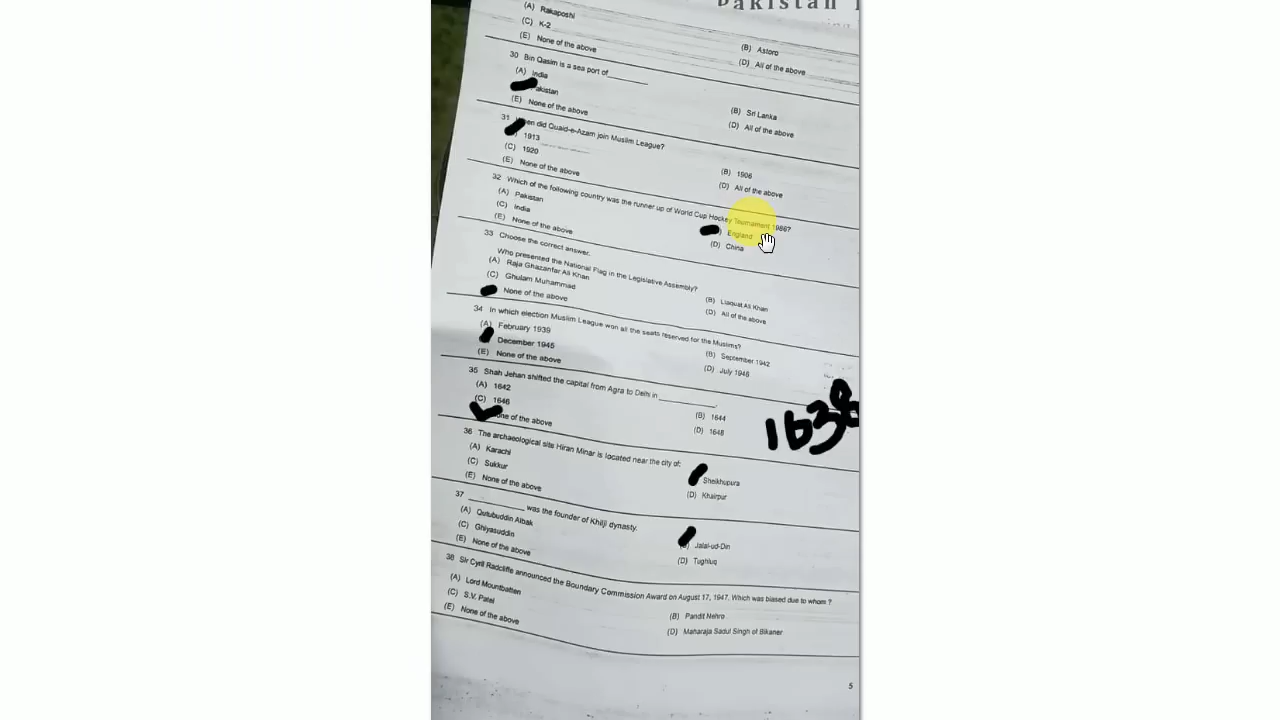 Pakistan
(A) Rakaposhi
(B) Astoro
(C) K-2
(D) All of the above
(E) None of the above
30 Bin Qasim is a sea port of________
(A) India
(B) Sri Lanka
akistan
(D) All of the above
(E) None of the above
31 en did Quaid-e-Azam join Muslim League?
1913
(B) 1906
(C) 1920
(D) All of the above
(E) None of the above
32 Which of the following country was the runner up of World Cup Hockey Tournament 1986?
(A) Pakistan
England
(C) India
(D) China
(E) None of the above
33 Choose the correct answer.
Who presented the National Flag in the Legislative Assembly?
(A) Raja Ghazanfar Ali Khan
(B) Liaquat Ali Khan
(C) Ghulam Muhammad
(D) All of the above
None of the above
34 In which election Muslim League won all the seats reserved for the Muslims?
(A) February 1939
(B) September 1942
December 1945
(D) July 1946
(E) None of the above
35 Shah Jehan shifted the capital from Agra to Delhi in __________.
(A) 1642
(B) 1644
(C) 1646
(D) 1648
one of the above
1638
36 The archaeological site Hiran Minar is located near the city of:
(A) Karachi
Sheikhupura
(C) Sukkur
(D) Khairpur
(E) None of the above
37 __________ was the founder of Khilji dynasty.
(A) Qutubuddin Aibak
Jalal-ud-Din
(C) Ghiyasuddin
(D) Tughluq
(E) None of the above
38 Sir Cyril Radcliffe announced the Boundary Commission Award on August 17, 1947. Which was biased due to whom ?
(A) Lord Mountbatten
(B) Pandit Nehro
(C) S.V. Patel
(D) Maharaja Sadul Singh of Bikaner
(E) None of the above
5